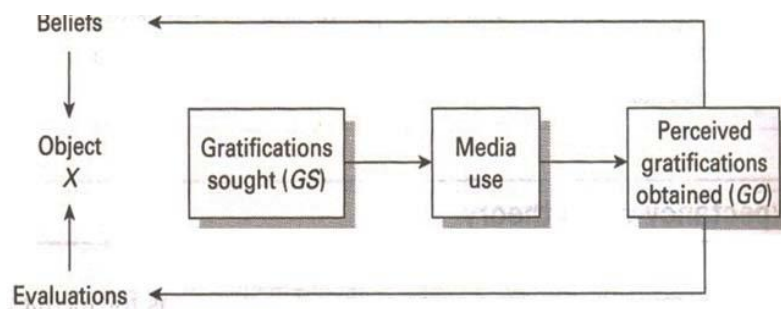 Beliefs
Object
X
Evaluations
Gratifications
sought (GS)
Media
use
Perceived
gratifications
obtained (GO)